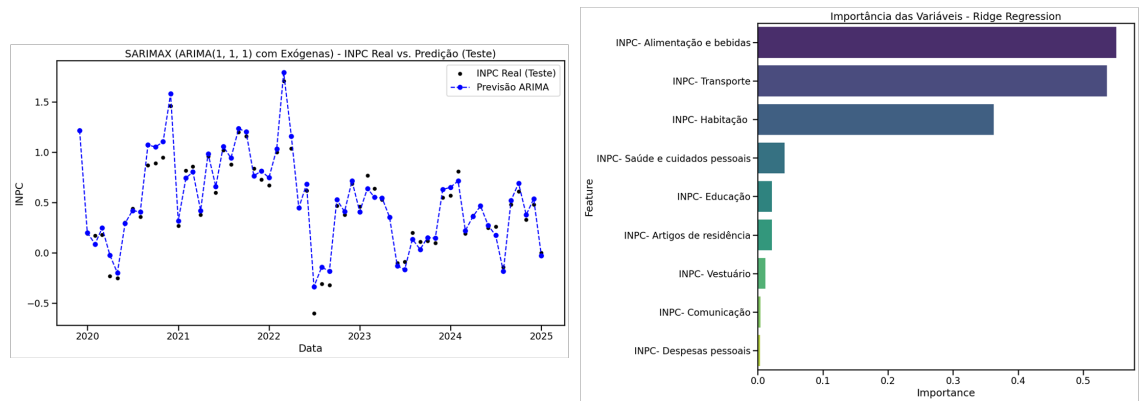 SARIMAX (ARIMA(1, 1, 1) com Exógenas) - INPC Real vs. Predição (Teste)
INPC Real (Teste)
Previsão ARIMA
1.5
1.0
0.5
0.0
−0.5
INPC
2020 2021 2022 2023 2024 2025
Data
Importância das Variáveis - Ridge Regression
INPC- Alimentação e bebidas
INPC- Transporte
INPC- Habitação
INPC- Saúde e cuidados pessoais
INPC- Educação
INPC- Artigos de residência
INPC- Vestuário
INPC- Comunicação
INPC- Despesas pessoais
Feature
0.0 0.1 0.2 0.3 0.4 0.5
Importance